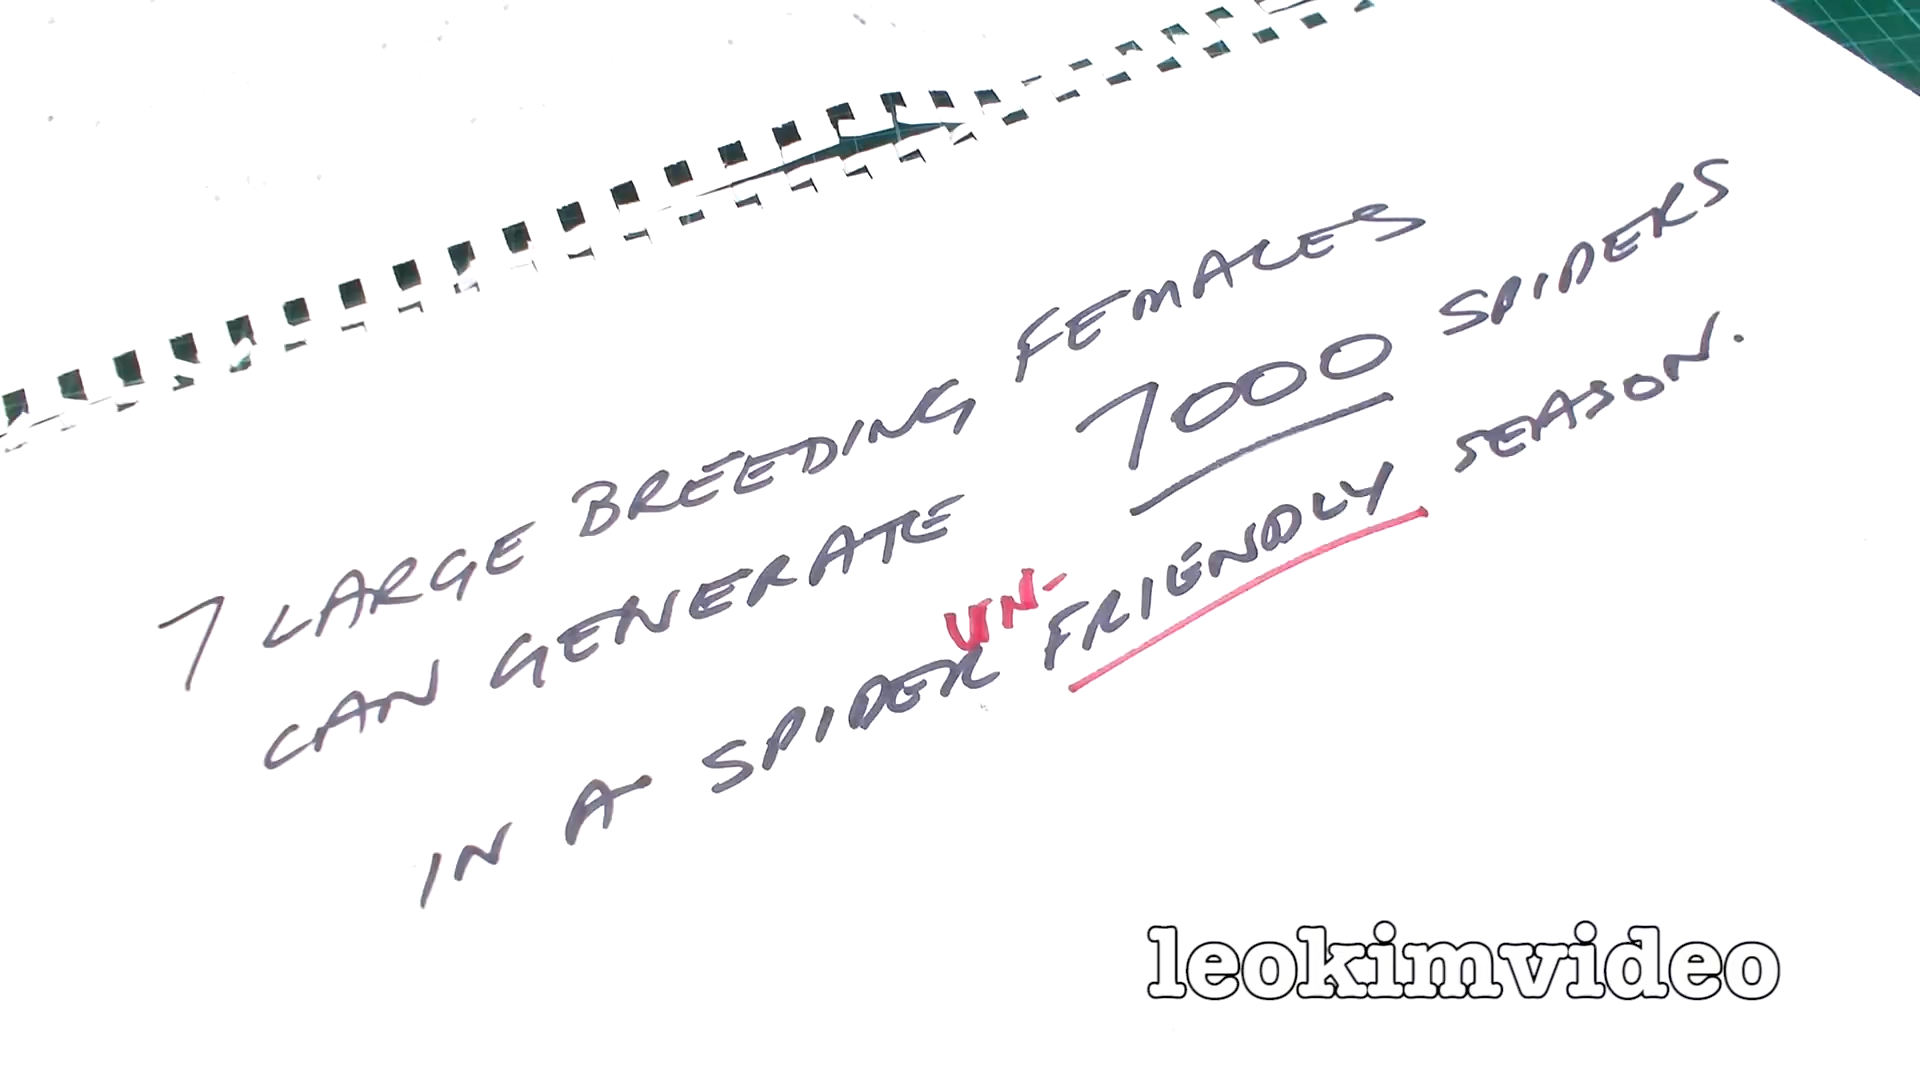 7 LARGE BREEDING FEMALES
CAN GENERATE 7000 SPIDERS
IN A SPIDER UN-FRIENDLY SEASON.
leokimvideo